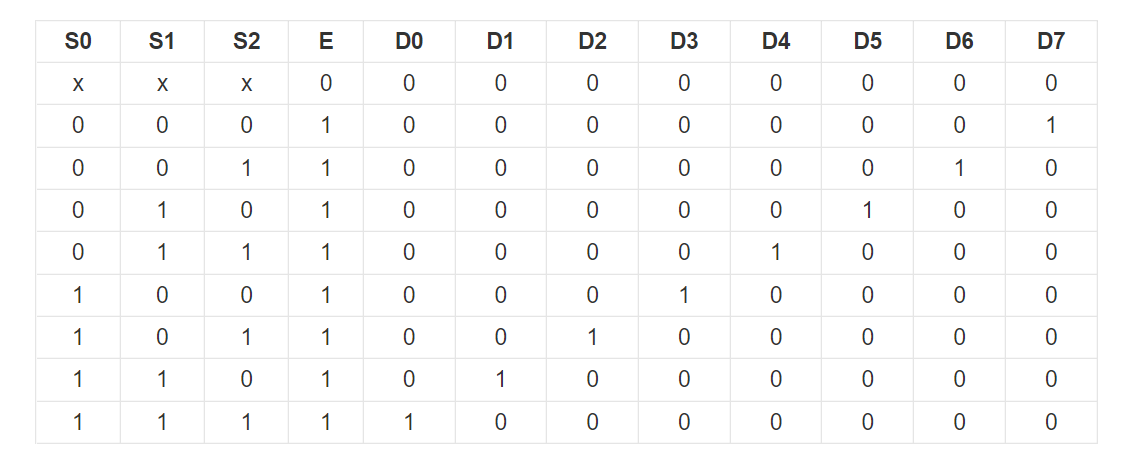 S0 S1 S2 E D0 D1 D2 D3 D4 D5 D6 D7
x x x 0 0 0 0 0 0 0 0 0
0 0 0 1 0 0 0 0 0 0 0 1
0 0 1 1 0 0 0 0 0 0 1 0
0 1 0 1 0 0 0 0 0 1 0 0
0 1 1 1 0 0 0 0 1 0 0 0
1 0 0 1 0 0 0 1 0 0 0 0
1 0 1 1 0 0 1 0 0 0 0 0
1 1 0 1 0 1 0 0 0 0 0 0
1 1 1 1 1 0 0 0 0 0 0 0